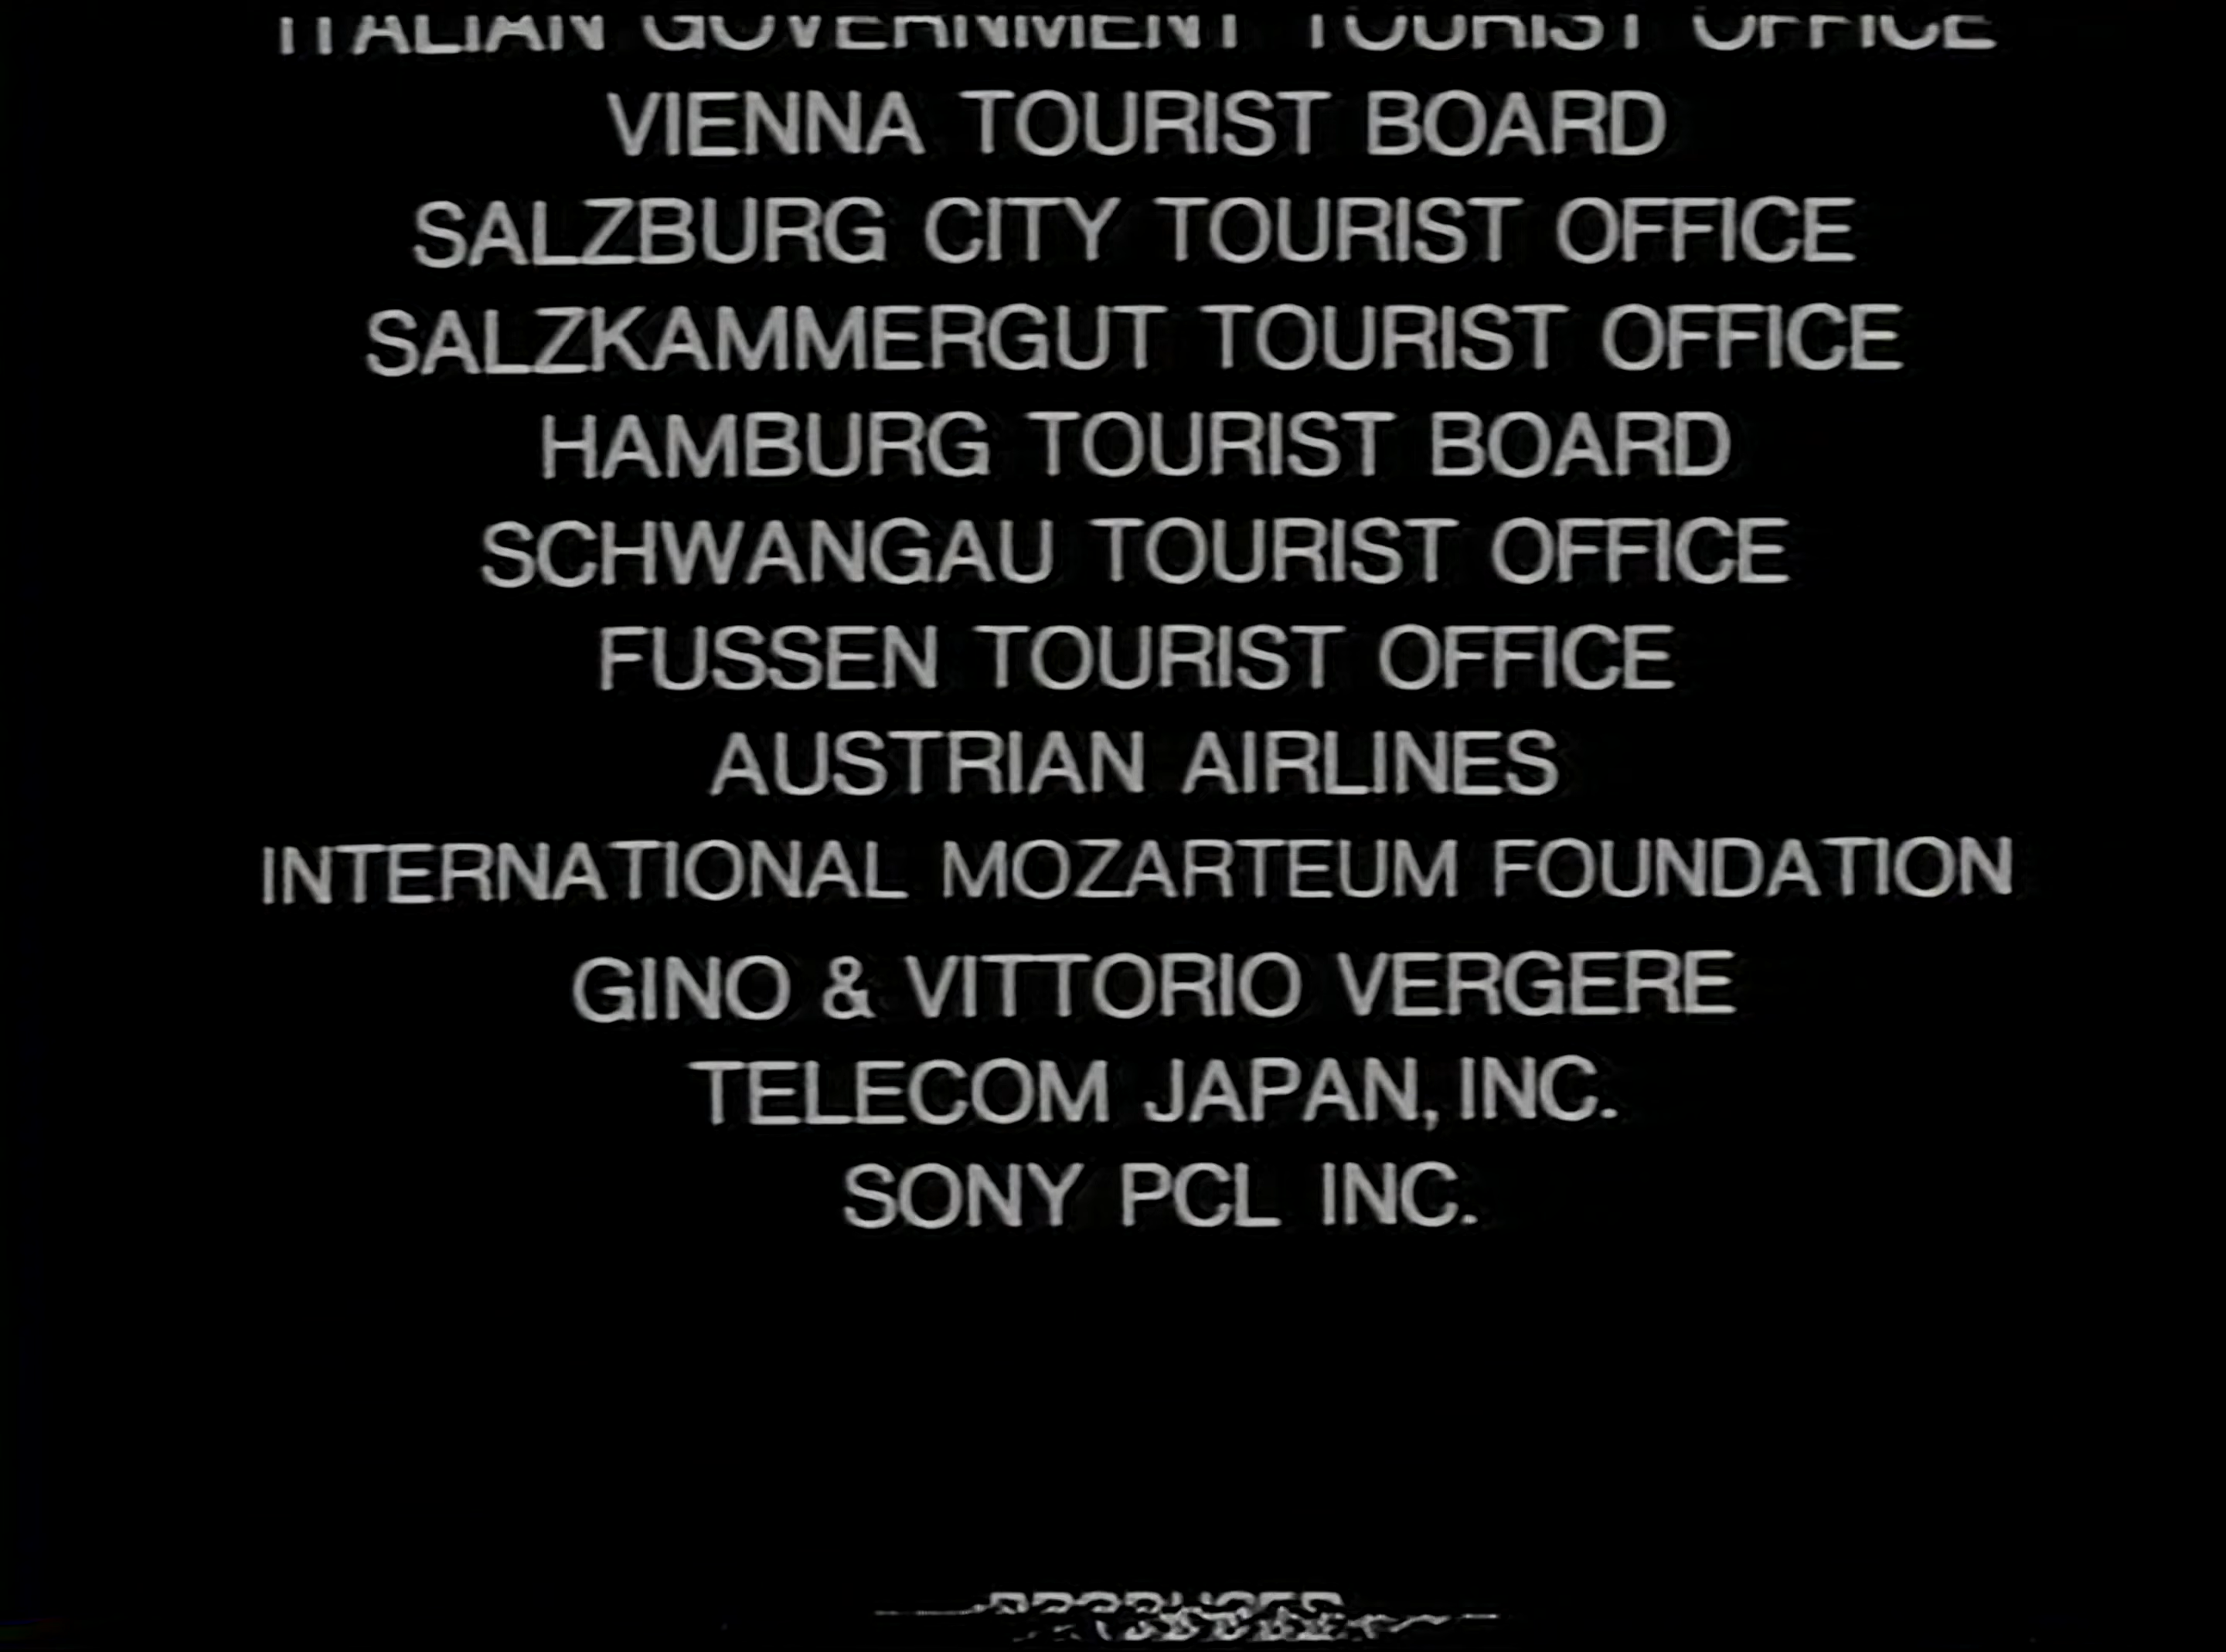 ITALIAN GOVERNMENT TOURIST OFFICE
VIENNA TOURIST BOARD
SALZBURG CITY TOURIST OFFICE
SALZKAMMERGUT TOURIST OFFICE
HAMBURG TOURIST BOARD
SCHWANGAU TOURIST OFFICE
FUSSEN TOURIST OFFICE
AUSTRIAN AIRLINES
INTERNATIONAL MOZARTEUM FOUNDATION
GINO & VITTORIO VERGERE
TELECOM JAPAN, INC.
SONY PCL INC.